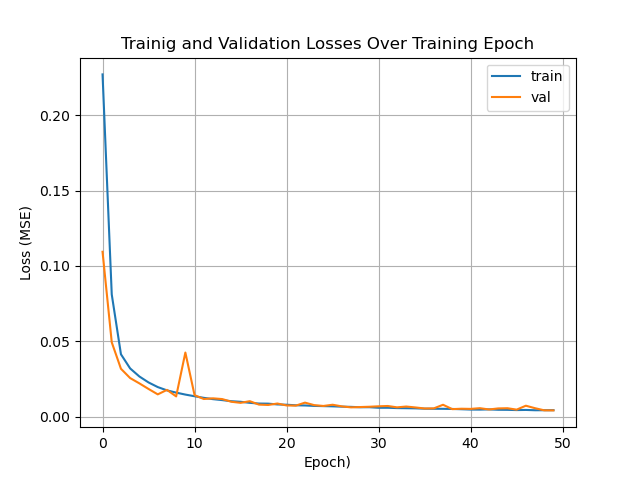 Trainig and Validation Losses Over Training Epoch
train
val
Loss (MSE)
0.20
0.15
0.10
0.05
0.00
0
10
20
30
40
50
Epoch)